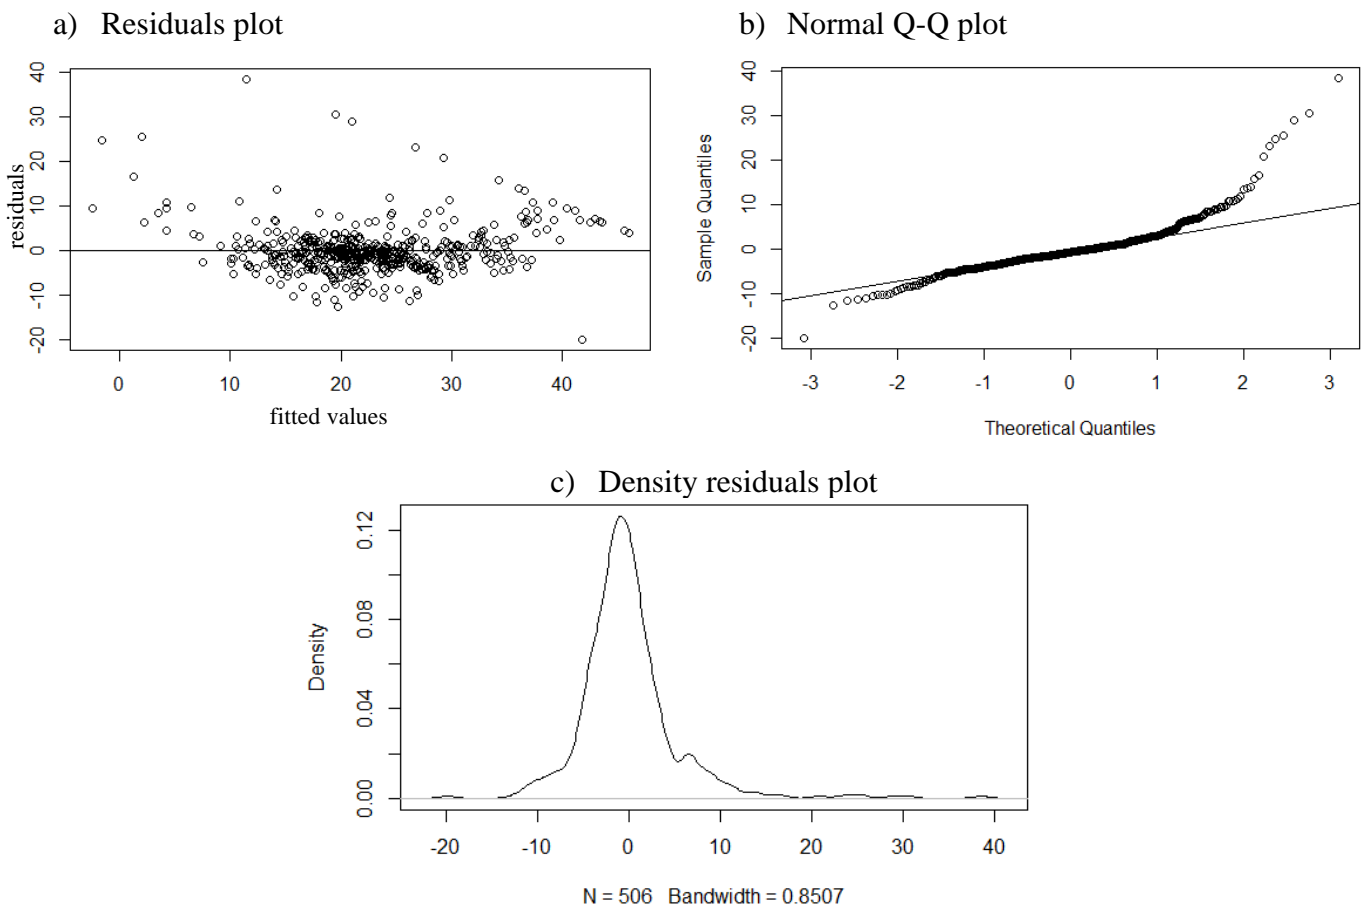 a) Residuals plot
b) Normal Q-Q plot
residuals
40
30
20
10
0
-10
-20
0 10 20 30 40
fitted values
Sample Quantiles
40
30
20
10
0
-10
-20
-3 -2 -1 0 1 2 3
Theoretical Quantiles
c) Density residuals plot
Density
0.12
0.08
0.04
0.00
-20 -10 0 10 20 30 40
N = 506 Bandwidth = 0.8507